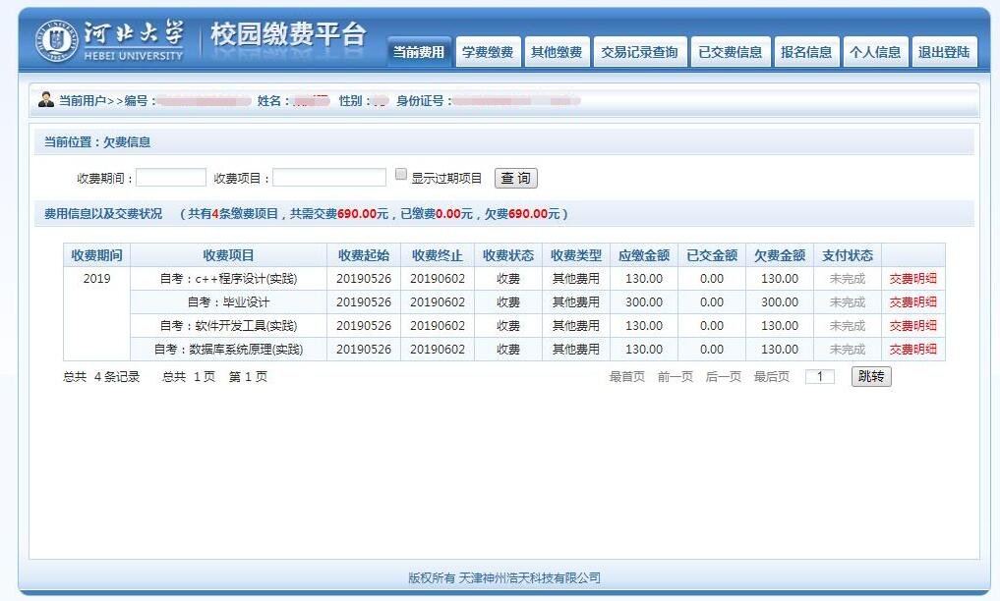 河北大学 校园缴费平台
HEBEI UNIVERSITY
当前费用 学费缴费 其他缴费 交易记录查询 已交费信息 报名信息 个人信息 退出登陆
当前用户>>编号： 姓名： 性别： 身份证号：
当前位置：欠费信息
收费期间： 收费项目： 显示过期项目 查 询
费用信息以及交费状况 （共有4条缴费项目，共需交费690.00元，已缴费0.00元，欠费690.00元）
收费期间 收费项目 收费起始 收费终止 收费状态 收费类型 应缴金额 已交金额 欠费金额 支付状态
2019 自考：c++程序设计(实践) 20190526 20190602 收费 其他费用 130.00 0.00 130.00 未完成 交费明细
自考：毕业设计 20190526 20190602 收费 其他费用 300.00 0.00 300.00 未完成 交费明细
自考：软件开发工具(实践) 20190526 20190602 收费 其他费用 130.00 0.00 130.00 未完成 交费明细
自考：数据库系统原理(实践) 20190526 20190602 收费 其他费用 130.00 0.00 130.00 未完成 交费明细
总共 4 条记录 总共 1 页 第 1 页 最首页 前一页 后一页 最后页 1 跳转
版权所有 天津神州浩天科技有限公司